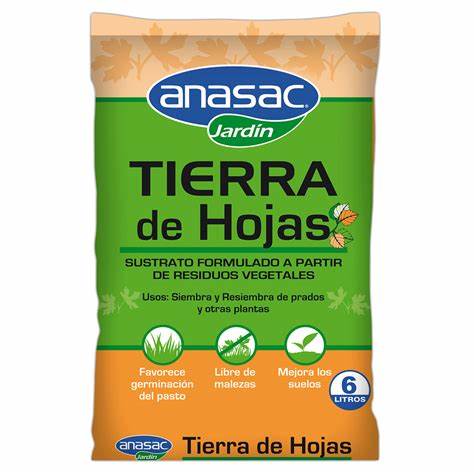 anasac
Jardín
TIERRA
de Hojas
SUSTRATO FORMULADO A PARTIR
DE RESIDUOS VEGETALES
Usos: Siembra y Resiembra de prados
y otras plantas
Favorece
germinación
del pasto
Libre de
malezas
Mejora los
suelos
6
LITROS
anasac
Jardín
Tierra de Hojas